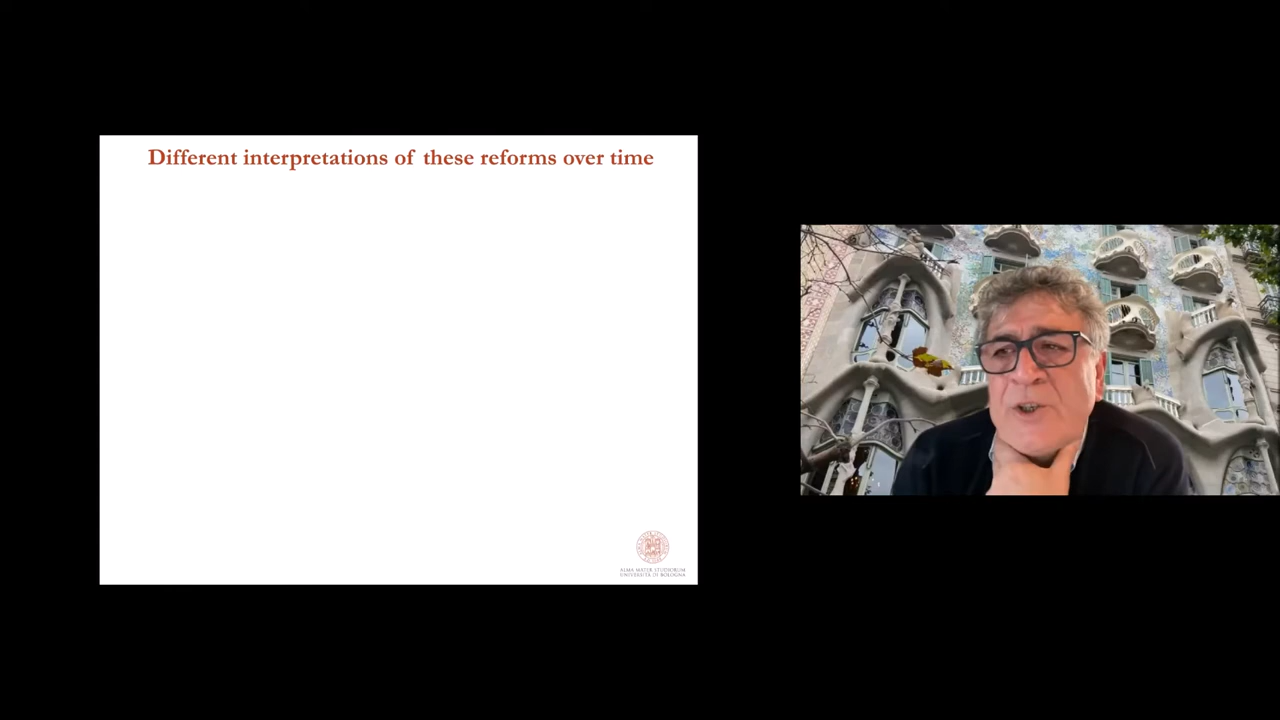 Different interpretations of these reforms over time
ALMA MATER STUDIORUM
UNIVERSITÀ DI BOLOGNA